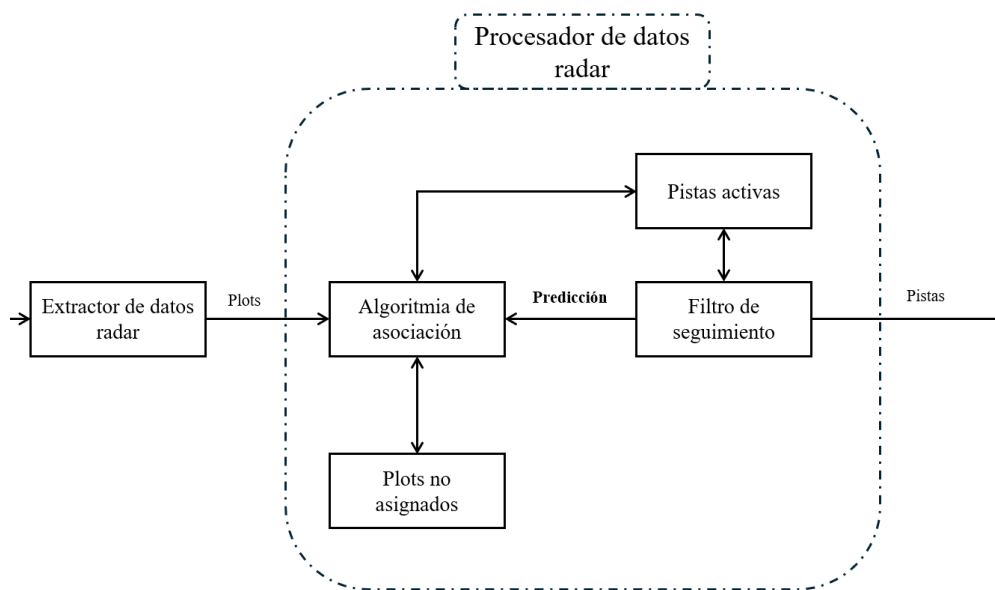 Procesador de datos
radar
Pistas activas
Extractor de datos
radar
Plots
Algoritmia de
asociación
Predicción
Filtro de
seguimiento
Pistas
Plots no
asignados